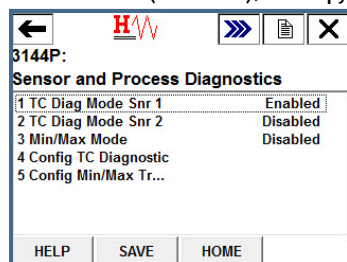 H
3144P:
Sensor and Process Diagnostics
1 TC Diag Mode Snr 1 Enabled
2 TC Diag Mode Snr 2 Disabled
3 Min/Max Mode Disabled
4 Config TC Diagnostic
5 Config Min/Max Tr...
HELP SAVE HOME